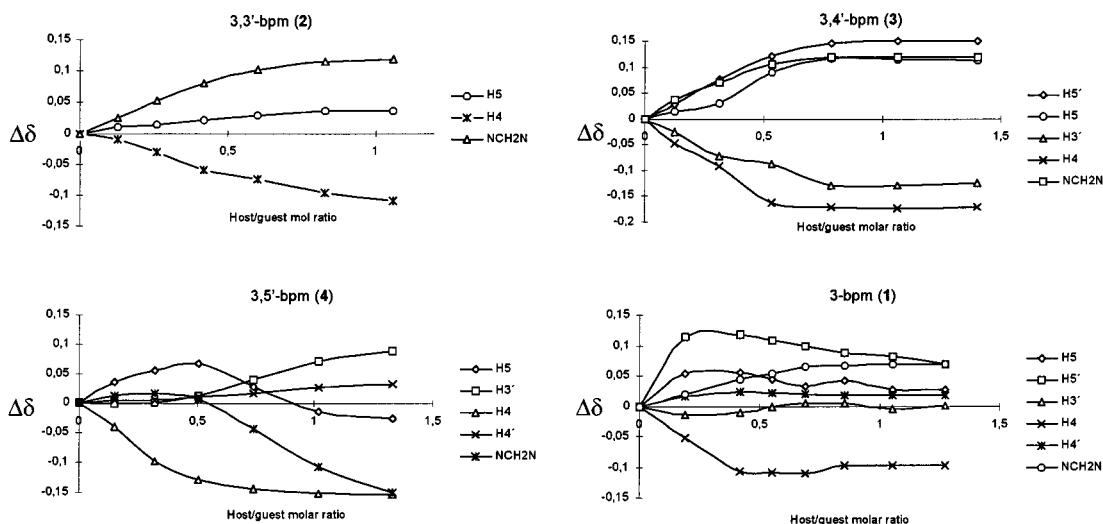 3,3'-bpm (2)
0,15
0,1
0,05
0
-0,05
-0,1
-0,15
Δδ
0,5
1
Host/guest mol ratio
H5
H4
NCH2N
3,4'-bpm (3)
0,15
0,1
0,05
0
-0,05
-0,1
-0,15
-0,2
Δδ
0,5
1
1,5
Host/guest molar ratio
H5´
H5
H3´
H4
NCH2N
3,5'-bpm (4)
0,15
0,1
0,05
0
-0,05
-0,1
0,15
Δδ
0
0,5
1
1,5
Host/guest molar ratio
H5
H3´
H4
H4´
NCH2N
3-bpm (1)
0,15
0,1
0,05
0
-0,05
-0,1
-0,15
Δδ
0
0,5
1
1,5
Host/guest molar ratio
H5
H5´
H3´
H4
H4´
NCH2N